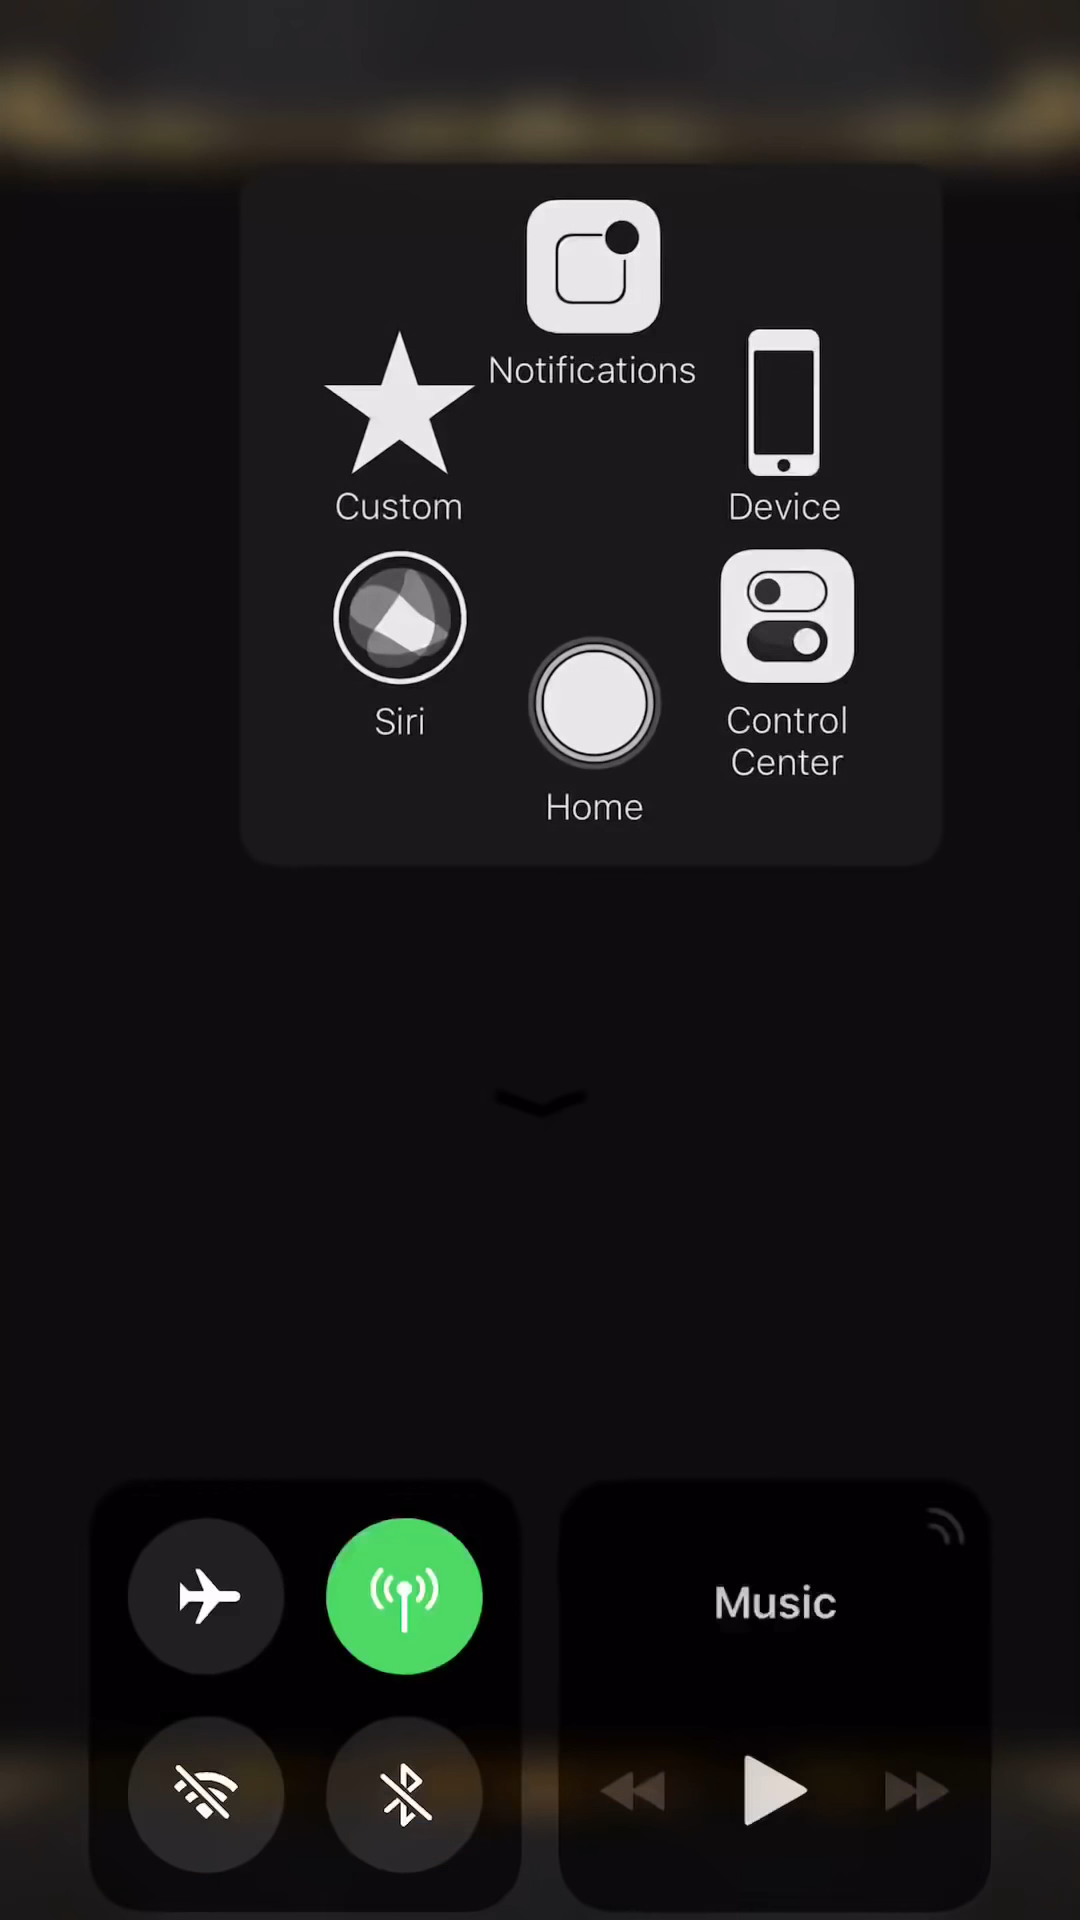 Notifications
Custom
Device
Siri
Control
Center
Home
Music